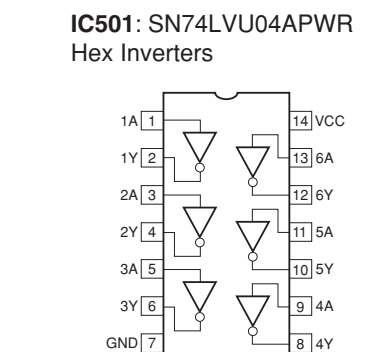 IC501: SN74LVU04APWR
Hex Inverters
1A 1 14 VCC
1Y 2 13 6A
2A 3 12 6Y
2Y 4 11 5A
3A 5 10 5Y
3Y 6 9 4A
GND 7 8 4Y